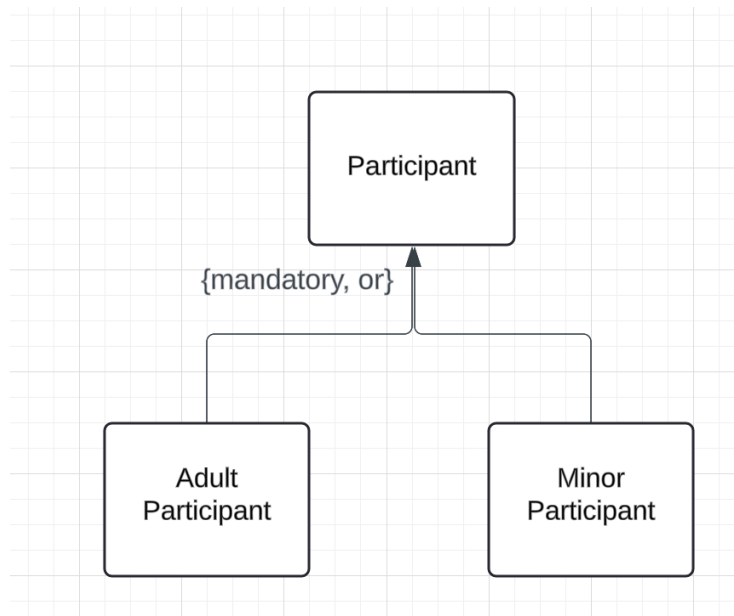 Participant
{mandatory, or}
Adult
Participant
Minor
Participant